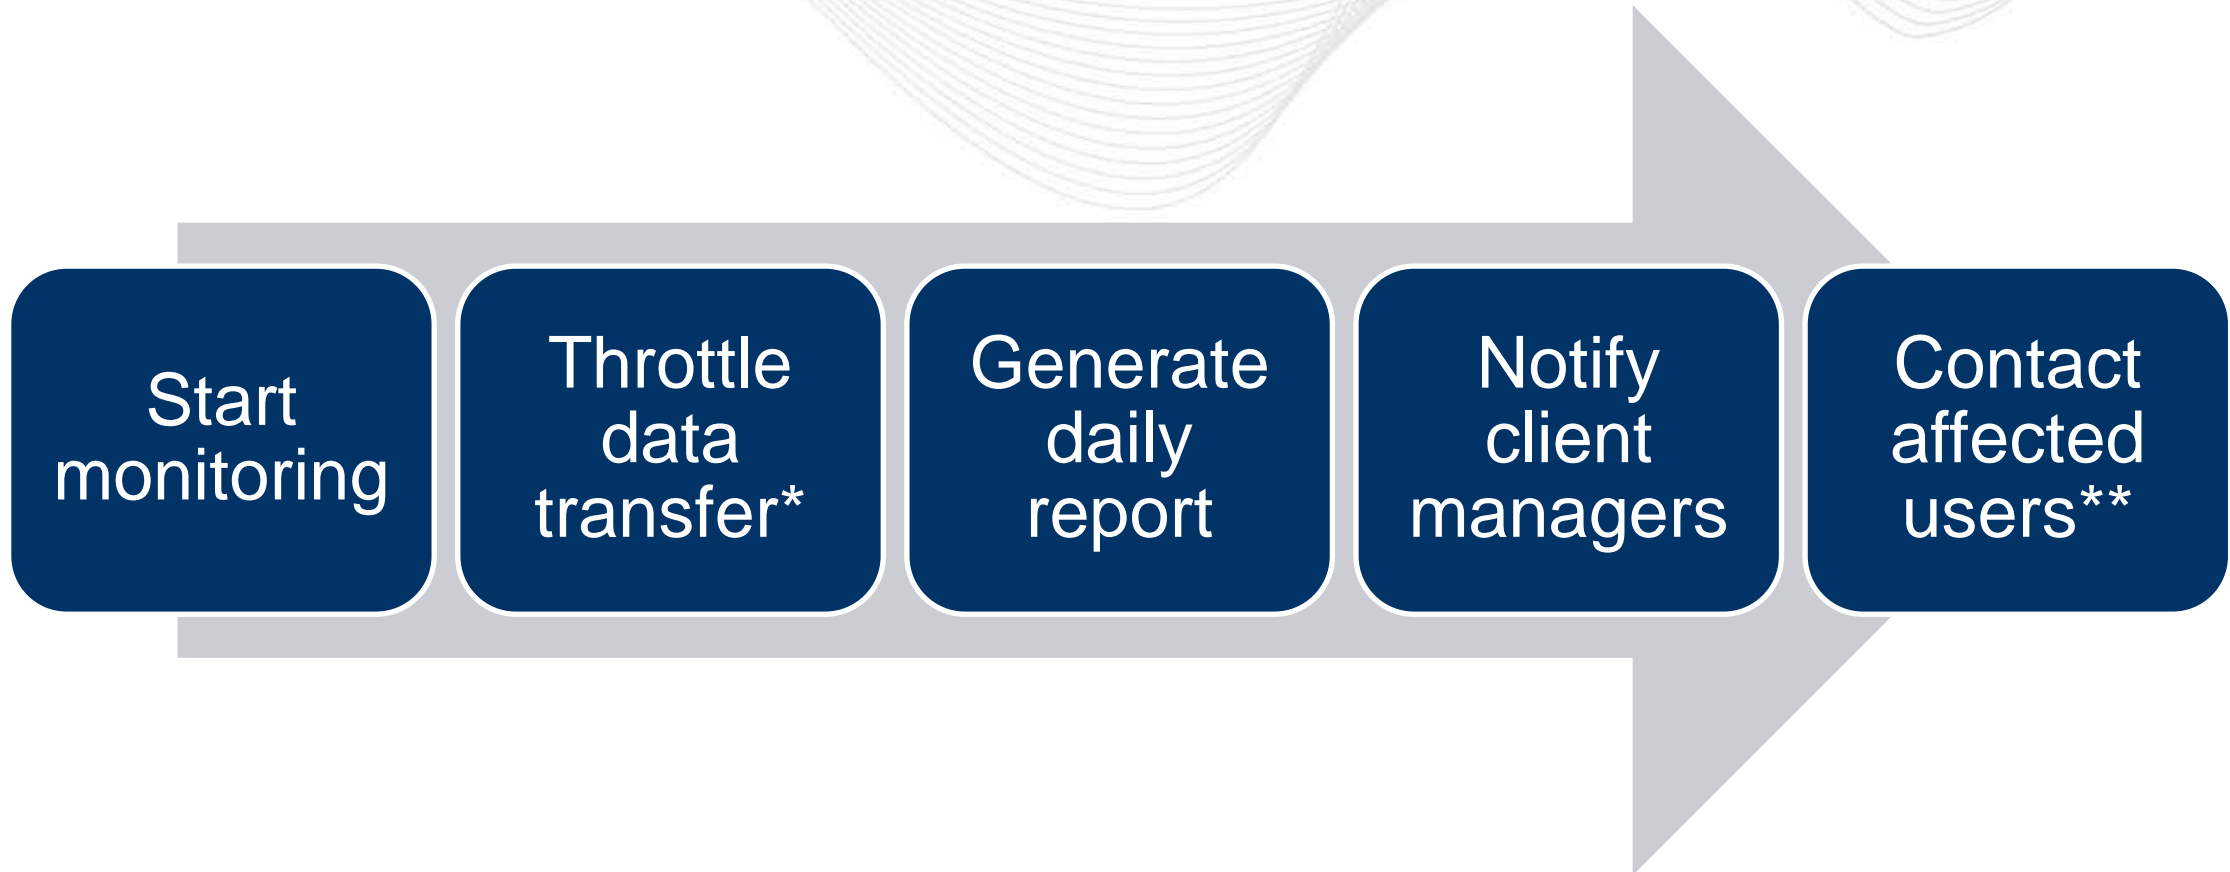 Start
monitoring
Throttle
data
transfer*
Generate
daily
report
Notify
client
managers
Contact
affected
users**